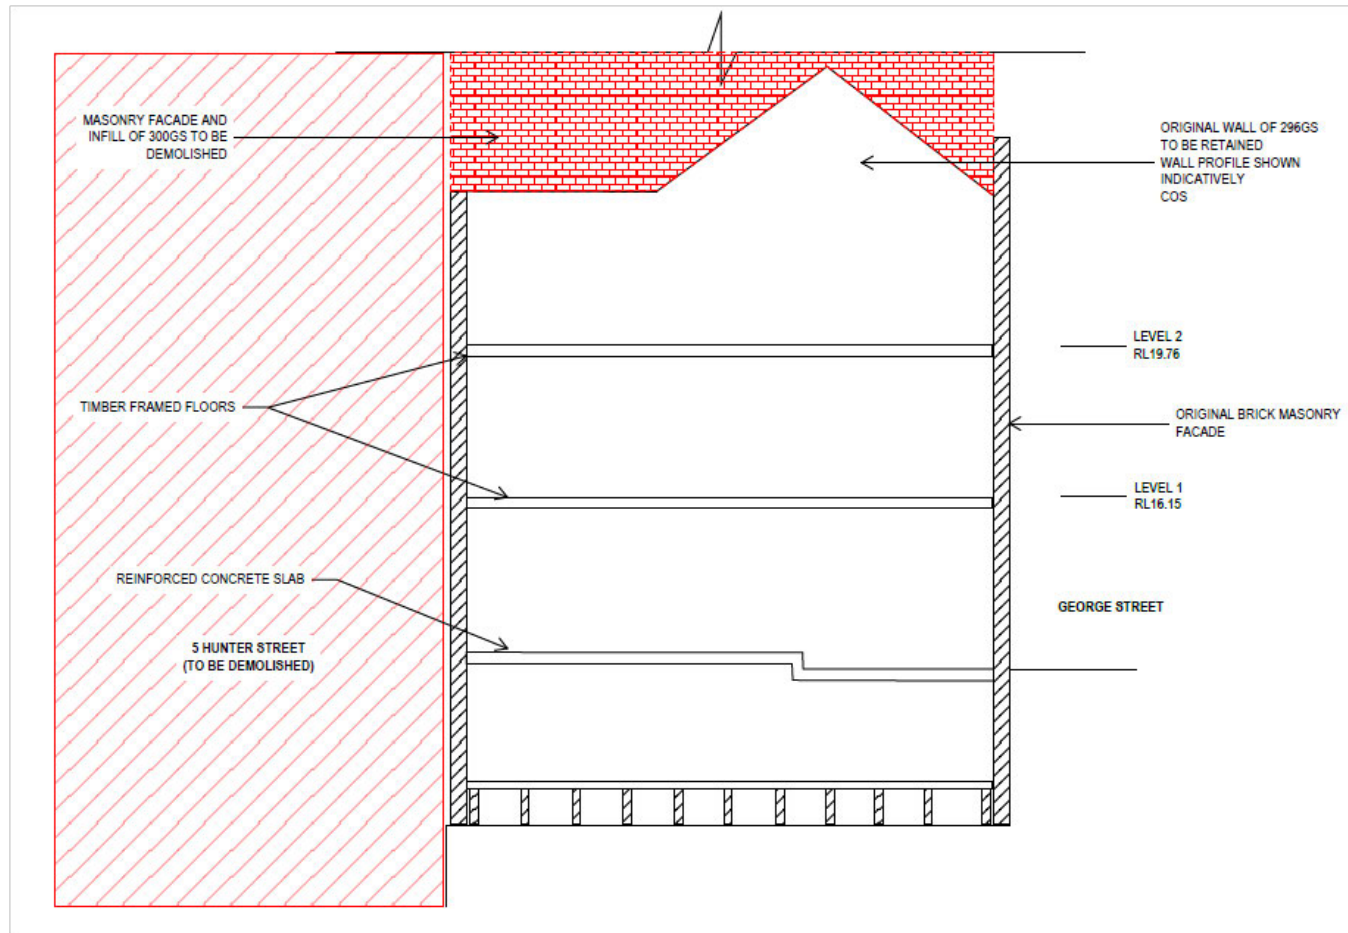 MASONRY FACADE AND
INFILL OF 300GS TO BE
DEMOLISHED
ORIGINAL WALL OF 296GS
TO BE RETAINED
WALL PROFILE SHOWN
INDICATIVELY
COS
LEVEL 2
RL19.76
TIMBER FRAMED FLOORS
ORIGINAL BRICK MASONRY
FACADE
LEVEL 1
RL16.15
REINFORCED CONCRETE SLAB
GEORGE STREET
5 HUNTER STREET
(TO BE DEMOLISHED)